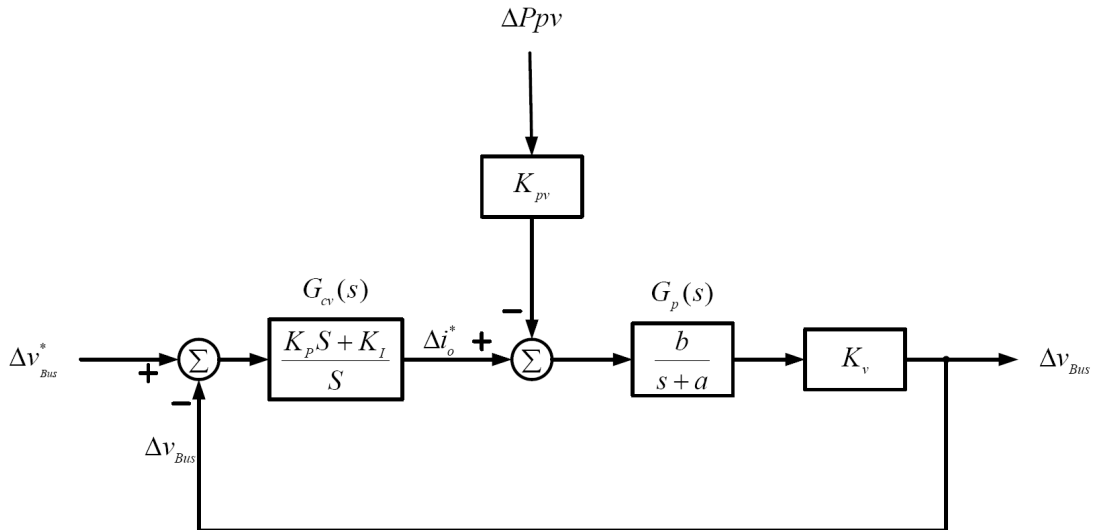 ΔPpv
K_pv
G_cv(s)
G_p(s)
Δv*_Bus
+
Σ
K_P S + K_I
S
Δi*_o
+
−
Σ
b
s + a
K_v
Δv_Bus
−
Δv_Bus